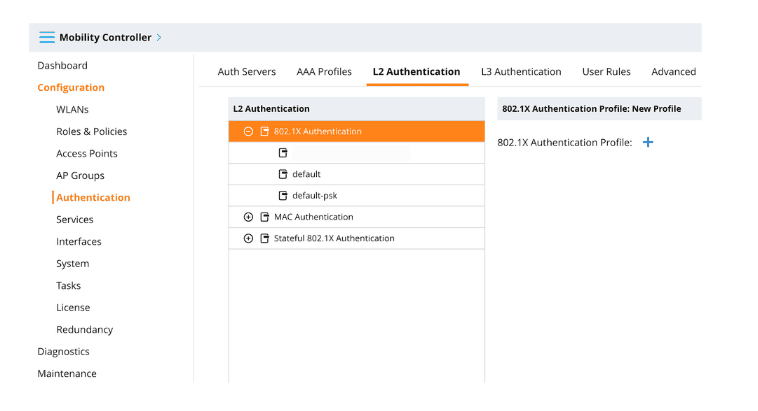 Mobility Controller >
Dashboard
Configuration
WLANs
Roles & Policies
Access Points
AP Groups
Authentication
Services
Interfaces
System
Tasks
License
Redundancy
Diagnostics
Maintenance
Auth Servers AAA Profiles L2 Authentication L3 Authentication User Rules Advanced
L2 Authentication
802.1X Authentication
default
default-psk
MAC Authentication
Stateful 802.1X Authentication
802.1X Authentication Profile: New Profile
802.1X Authentication Profile: +